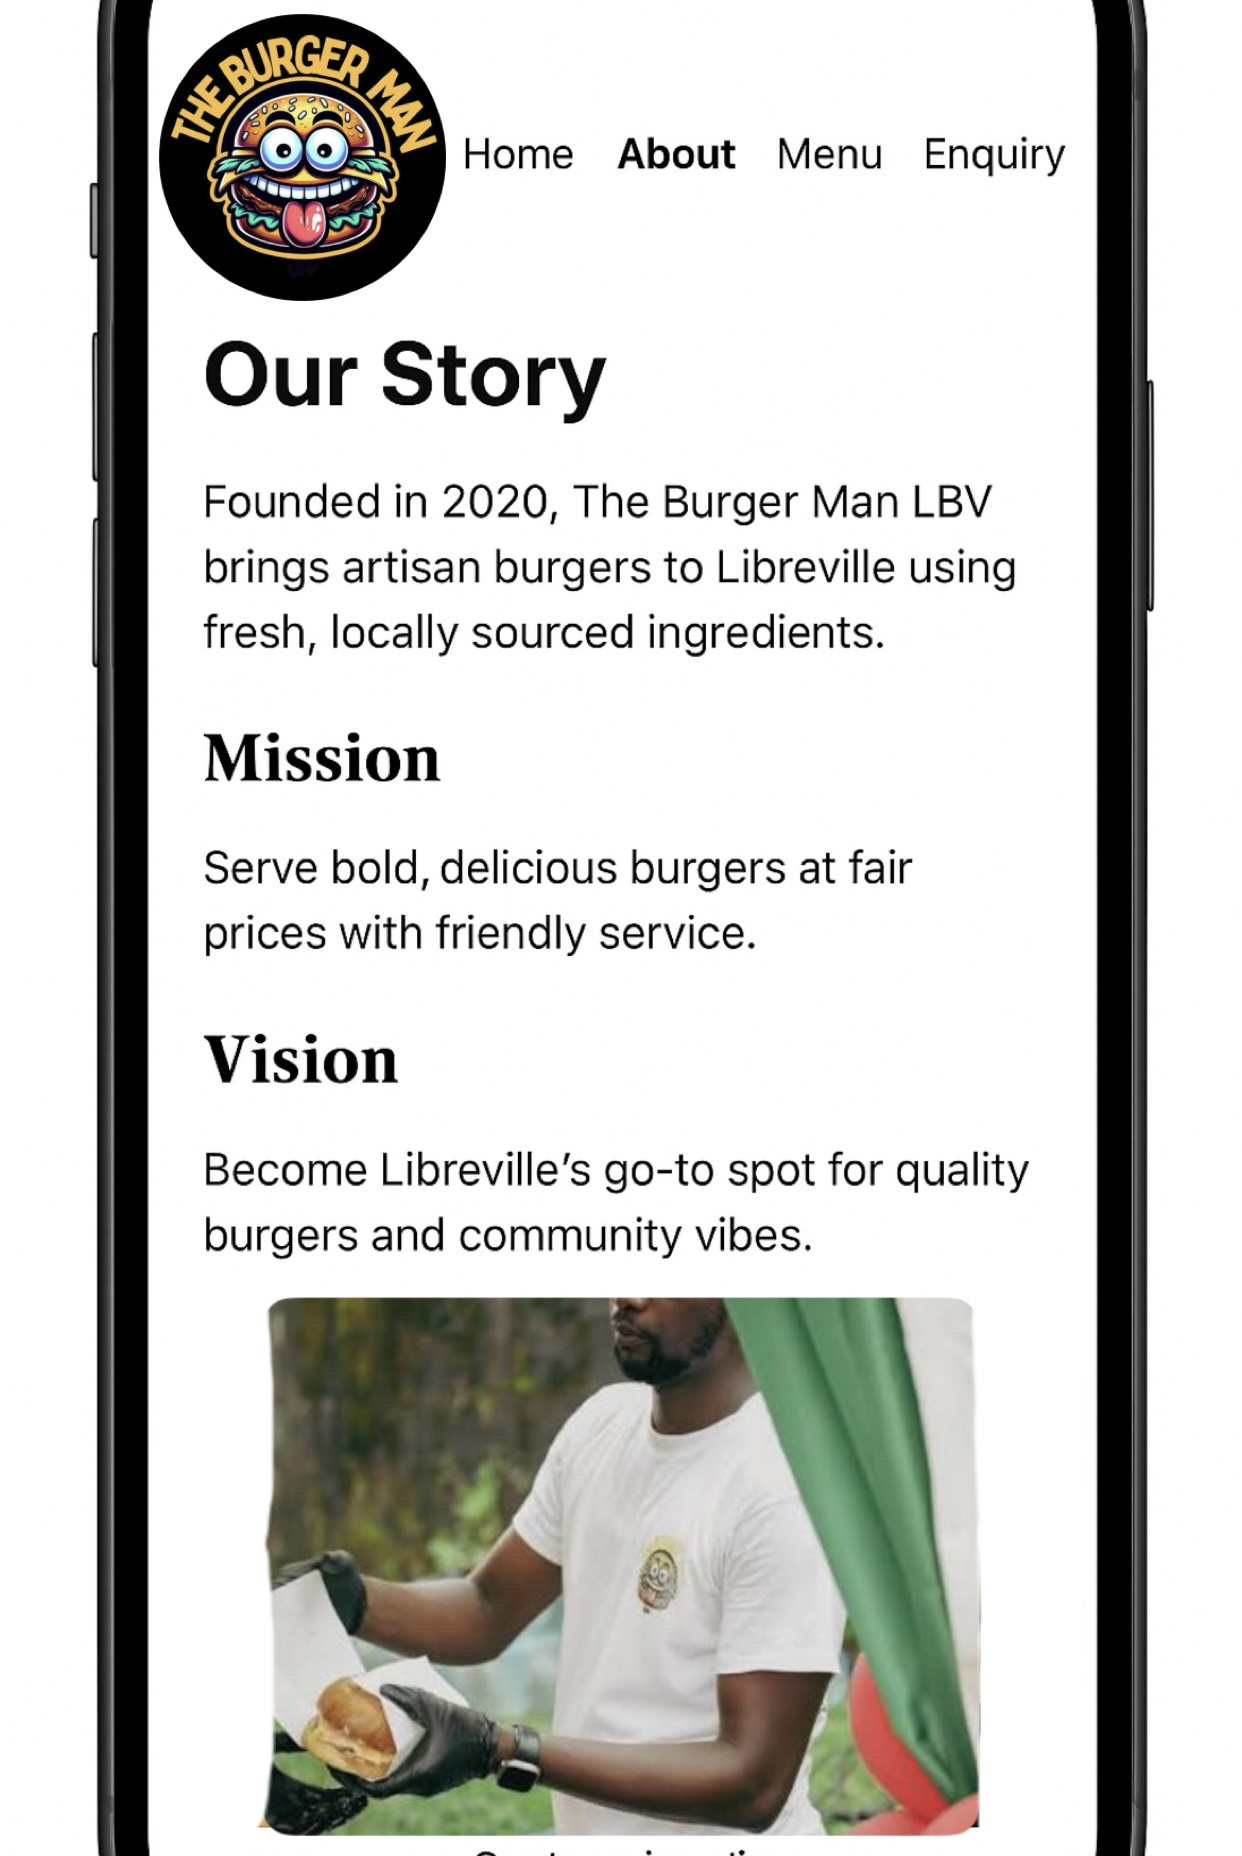 THE BURGER MAN
Home About Menu Enquiry
Our Story
Founded in 2020, The Burger Man LBV
brings artisan burgers to Libreville using
fresh, locally sourced ingredients.
Mission
Serve bold, delicious burgers at fair
prices with friendly service.
Vision
Become Libreville’s go-to spot for quality
burgers and community vibes.